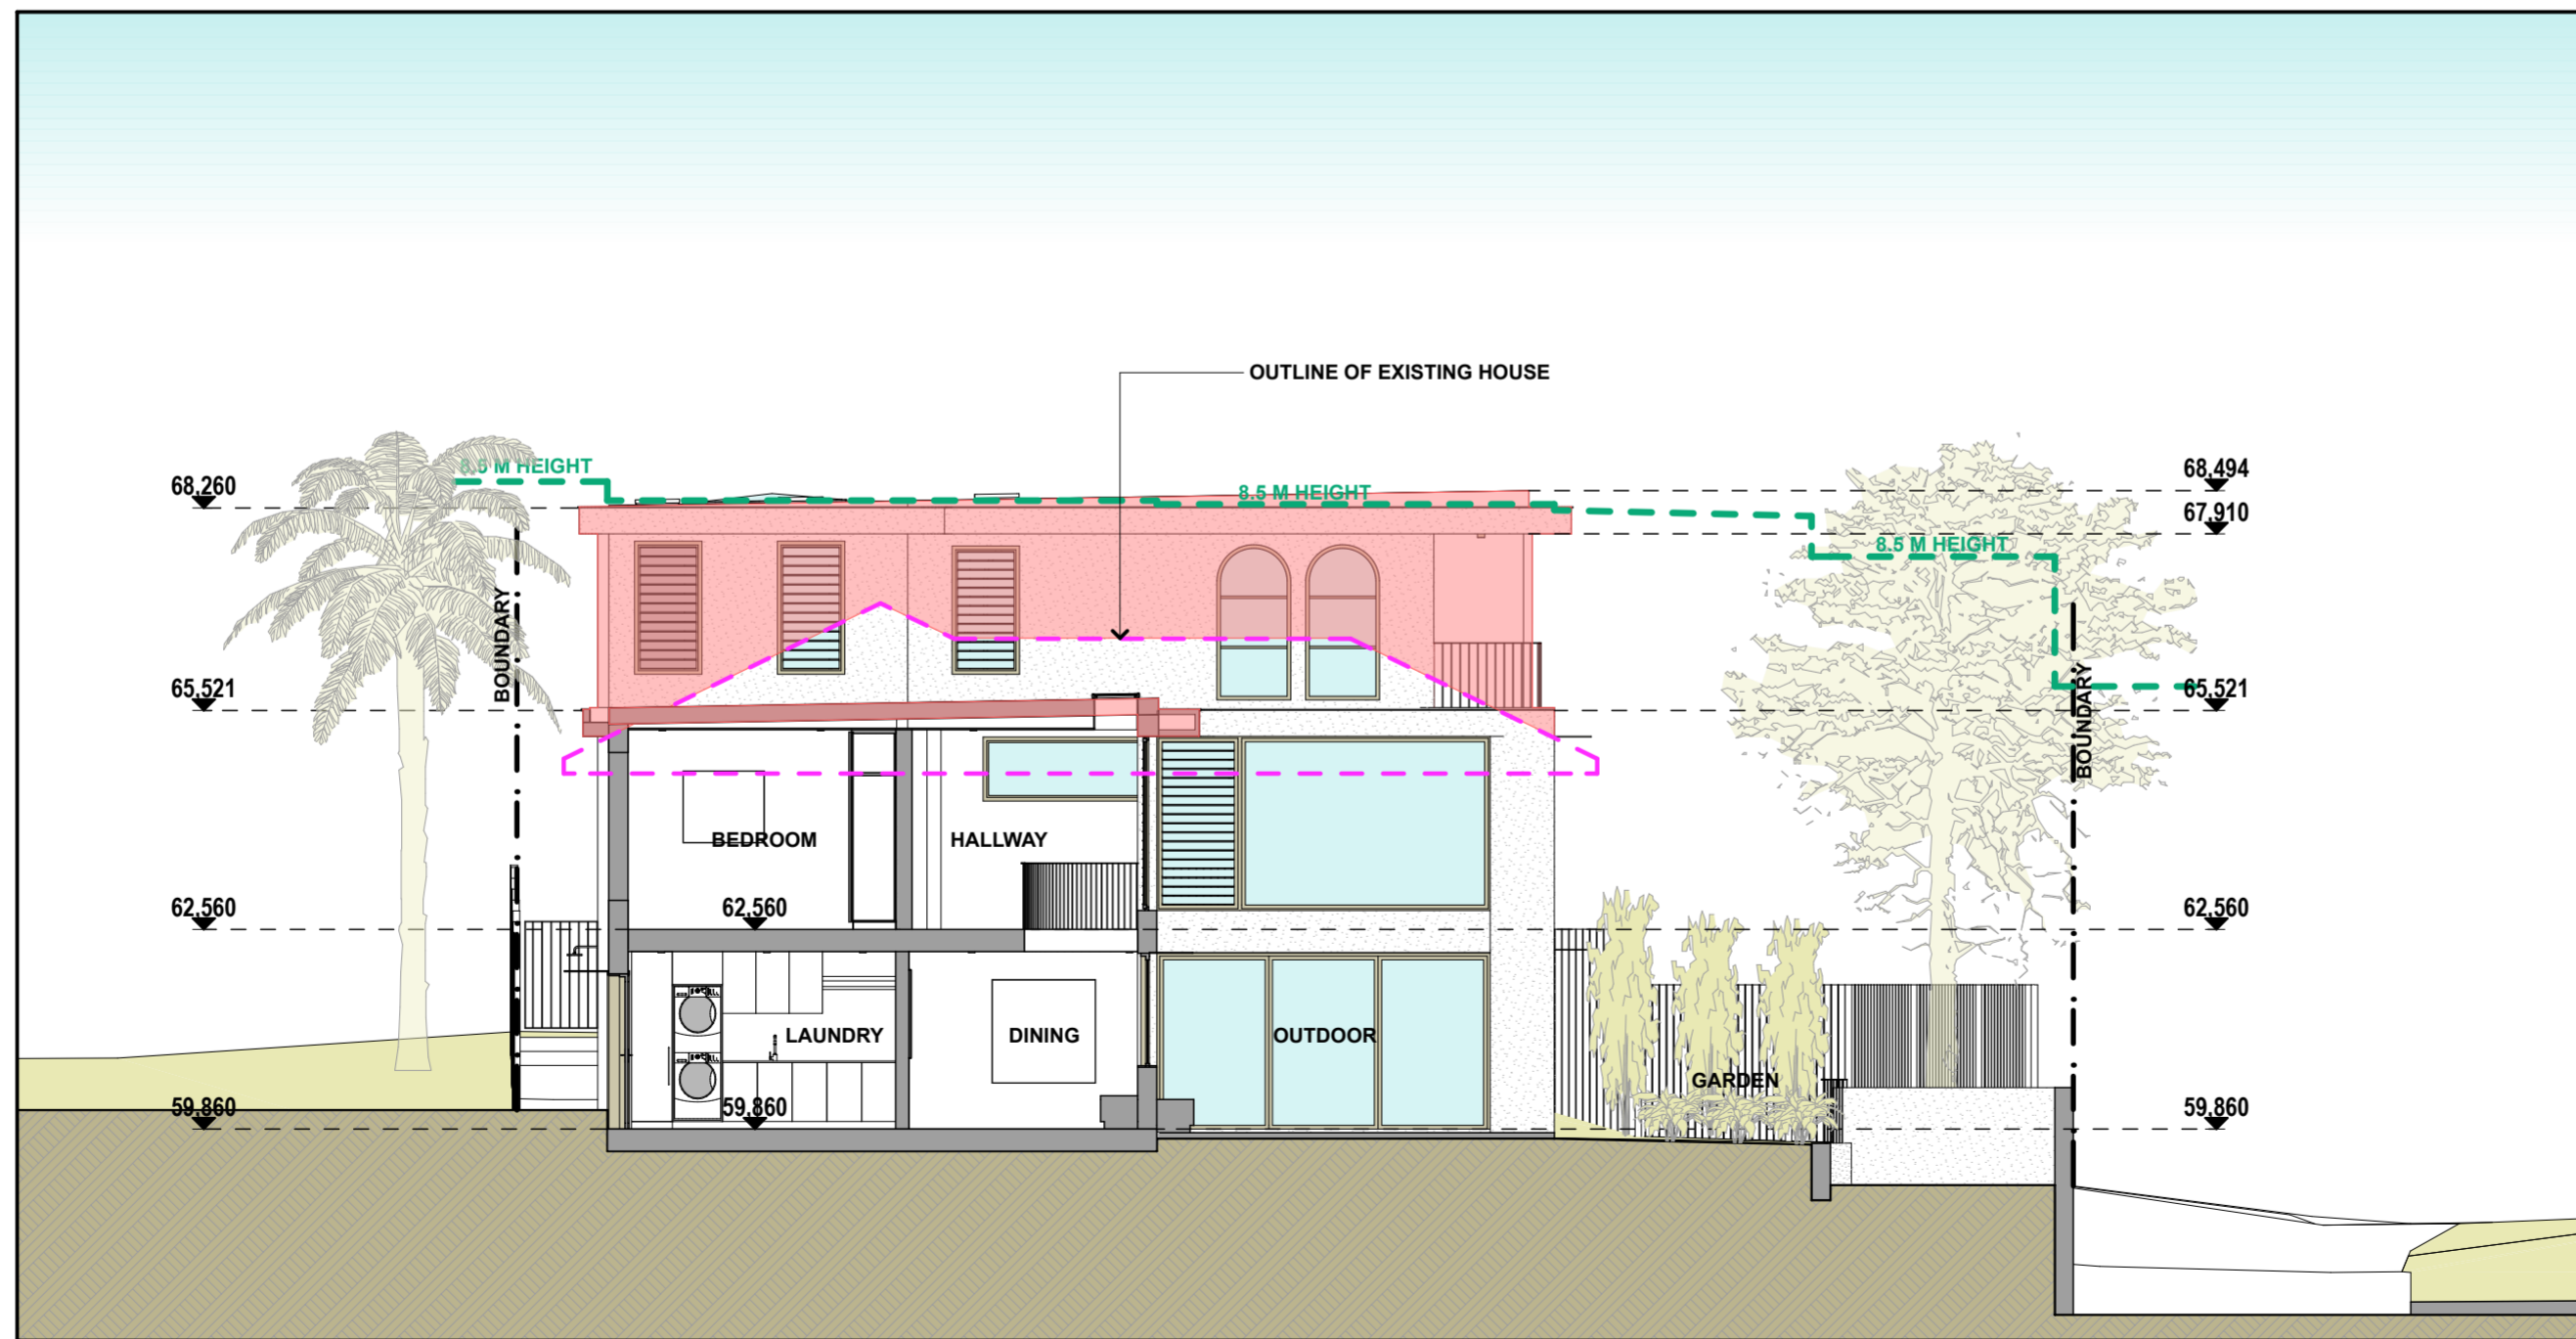 OUTLINE OF EXISTING HOUSE
8.5 M HEIGHT
68,260
8.5 M HEIGHT
68,494
67,910
8.5 M HEIGHT
BOUNDARY
65,521
65,521
BOUNDARY
BEDROOM
HALLWAY
62,560
62,560
62,560
LAUNDRY
DINING
OUTDOOR
GARDEN
59,860
59,860
59,860